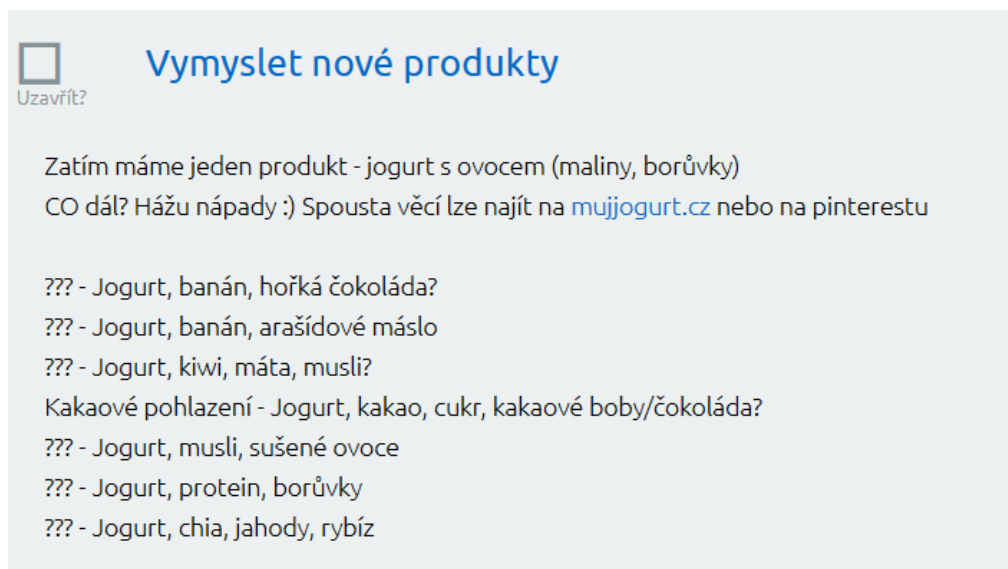 Vymyslet nové produkty
Uzavřít?
Zatím máme jeden produkt - jogurt s ovocem (maliny, borůvky)
CO dál? Hážu nápady :) Spousta věcí lze najít na mujjogurt.cz nebo na pinterestu
??? - Jogurt, banán, hořká čokoláda?
??? - Jogurt, banán, arašídové máslo
??? - Jogurt, kiwi, máta, musli?
Kakaové pohlazení - Jogurt, kakao, cukr, kakaové boby/čokoláda?
??? - Jogurt, musli, sušené ovoce
??? - Jogurt, protein, borůvky
??? - Jogurt, chia, jahody, rybíz